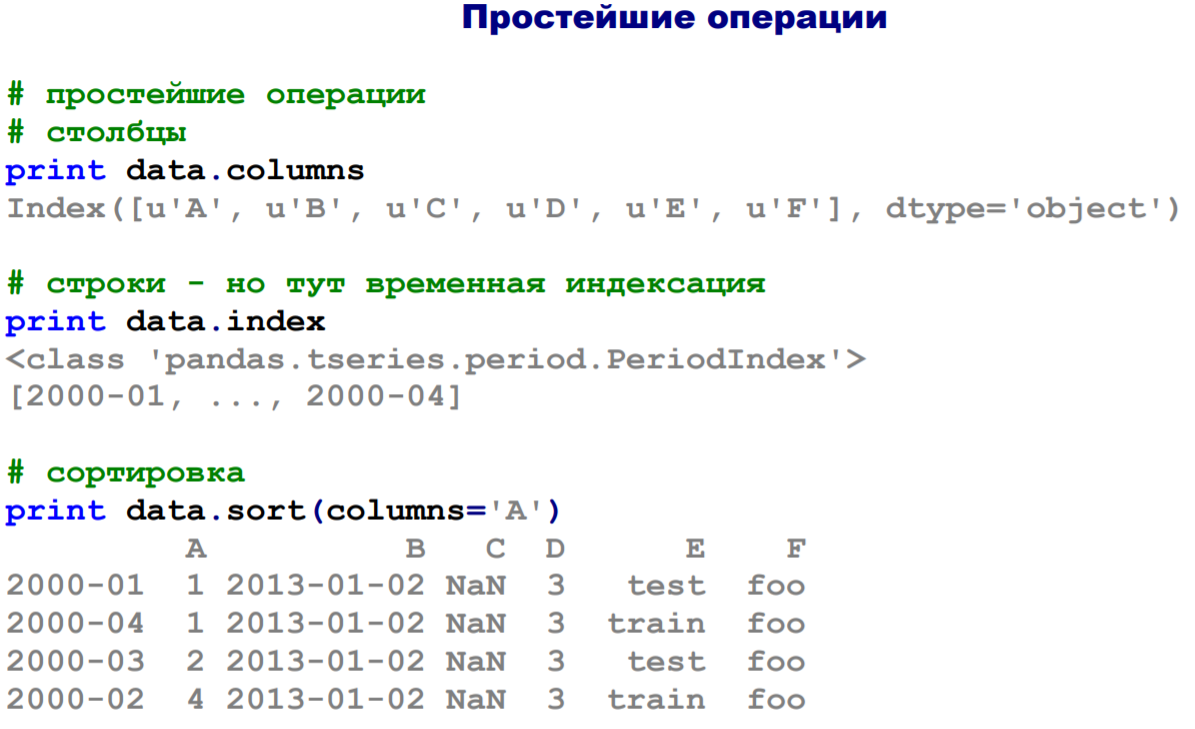 Простейшие операции
# простейшие операции
# столбцы
print data.columns
Index([u'A', u'B', u'C', u'D', u'E', u'F'], dtype='object')
# строки - но тут временная индексация
print data.index
<class 'pandas.tseries.period.PeriodIndex'>
[2000-01, ..., 2000-04]
# сортировка
print data.sort(columns='A')
A B C D E F
2000-01 1 2013-01-02 NaN 3 test foo
2000-04 1 2013-01-02 NaN 3 train foo
2000-03 2 2013-01-02 NaN 3 test foo
2000-02 4 2013-01-02 NaN 3 train foo